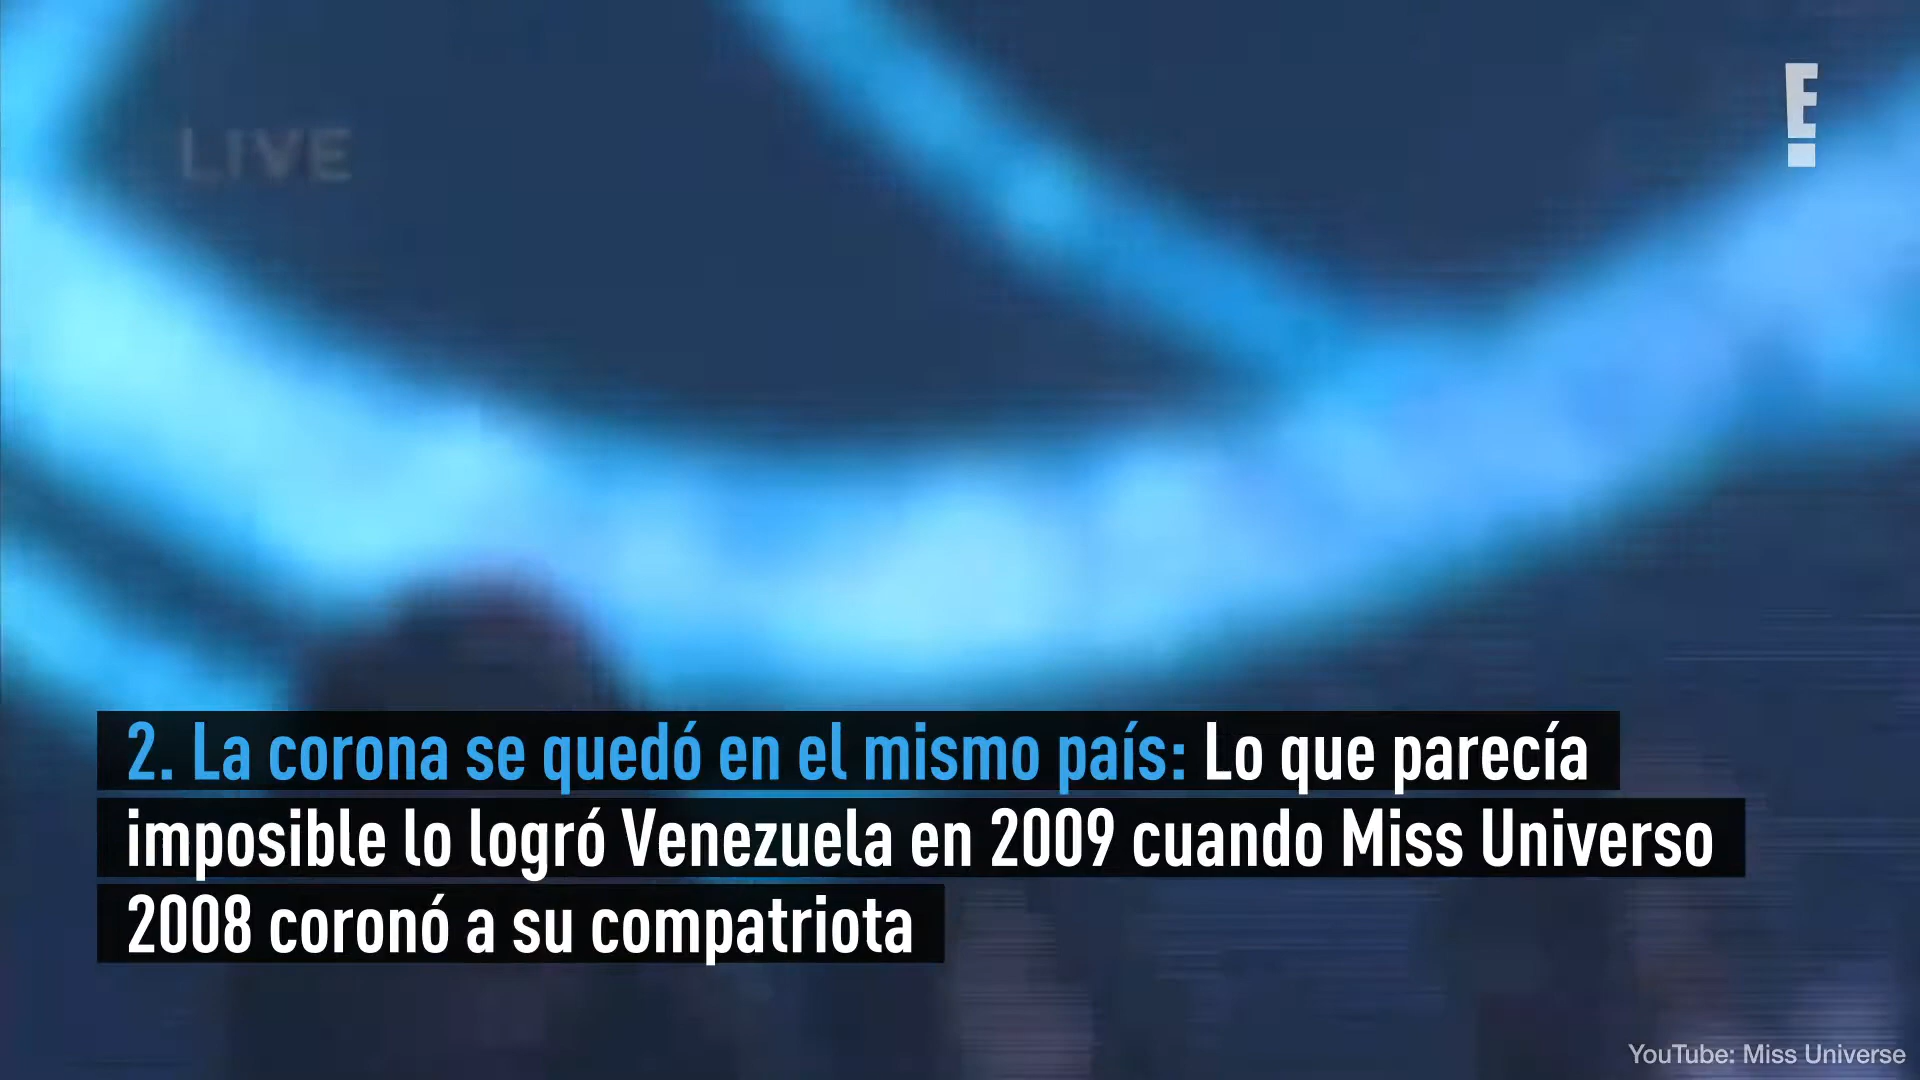 LIVE
E!
2. La corona se quedó en el mismo país: Lo que parecía
imposible lo logró Venezuela en 2009 cuando Miss Universo
2008 coronó a su compatriota
YouTube: Miss Universe